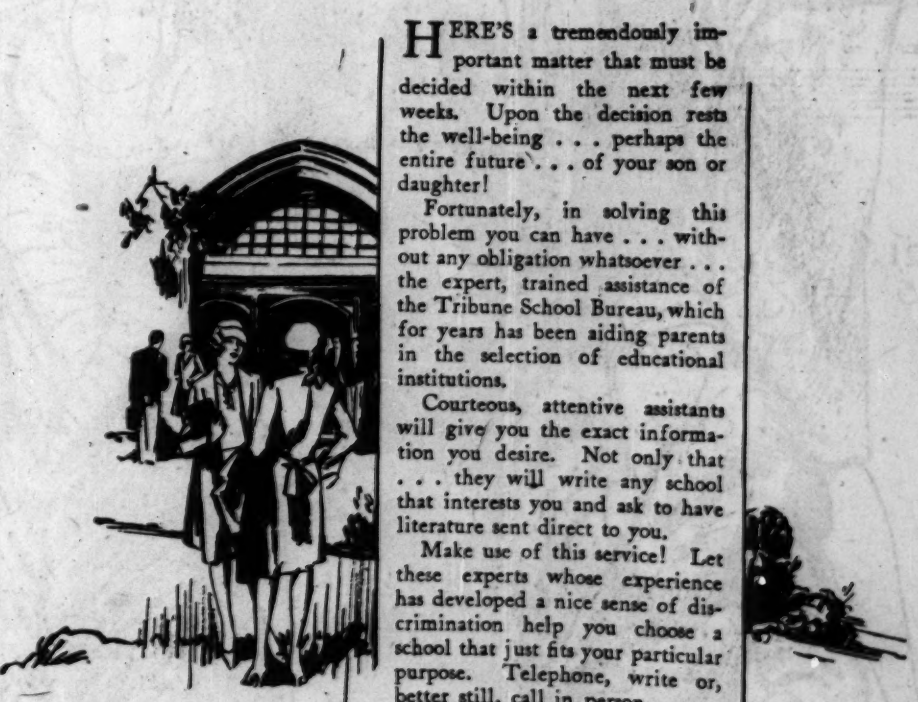 HERE'S a tremendously im-
portant matter that must be
decided within the next few
weeks. Upon the decision rests
the well-being . . . perhaps the
entire future . . . of your son or
daughter!
Fortunately, in solving this
problem you can have . . . with-
out any obligation whatsoever . . .
the expert, trained assistance of
the Tribune School Bureau, which
for years has been aiding parents
in the selection of educational
institutions.
Courteous, attentive assistants
will give you the exact informa-
tion you desire. Not only that
. . . they will write any school
that interests you and ask to have
literature sent direct to you.
Make use of this service! Let
these experts whose experience
has developed a nice sense of dis-
crimination help you choose a
school that just fits your particular
purpose. Telephone, write or,
better still, call in person